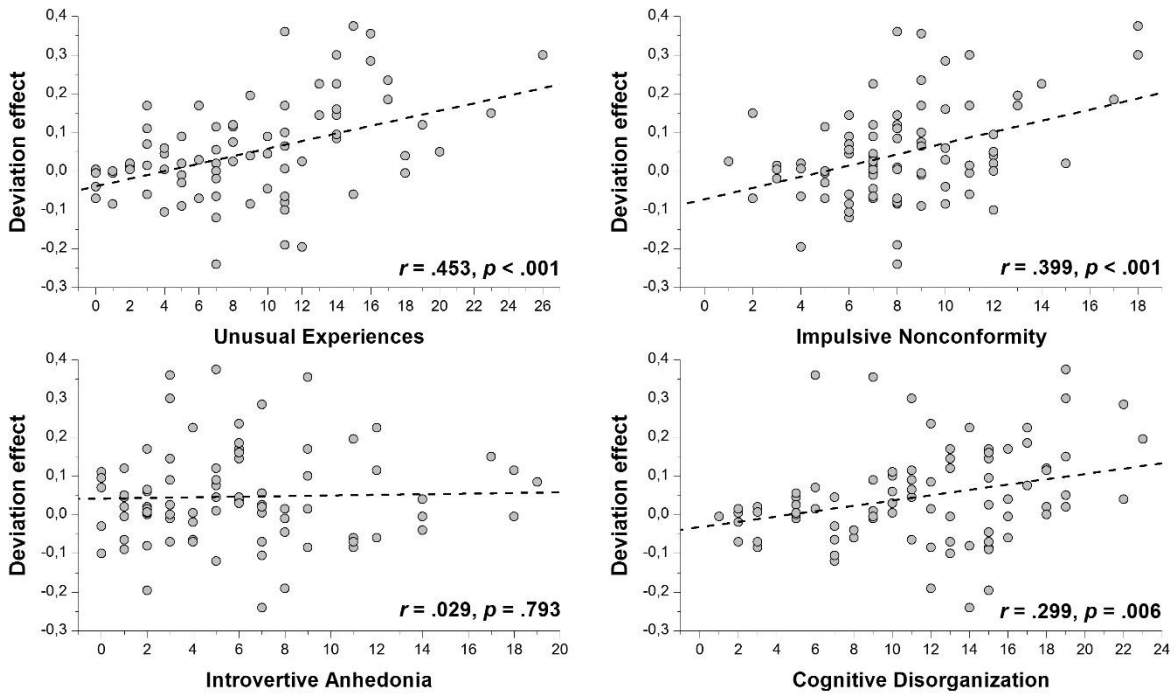 0,4
0,3
0,2
0,1
0,0
-0,1
-0,2
-0,3
Deviation effect
r = .453, p < .001
0 2 4 6 8 10 12 14 16 18 20 22 24 26
Unusual Experiences
0,4
0,3
0,2
0,1
0,0
-0,1
-0,2
-0,3
Deviation effect
r = .399, p < .001
0 2 4 6 8 10 12 14 16 18
Impulsive Nonconformity
0,4
0,3
0,2
0,1
0,0
-0,1
-0,2
-0,3
Deviation effect
r = .029, p = .793
0 2 4 6 8 10 12 14 16 18 20
Introvertive Anhedonia
0,4
0,3
0,2
0,1
0,0
-0,1
-0,2
-0,3
Deviation effect
r = .299, p = .006
0 2 4 6 8 10 12 14 16 18 20 22 24
Cognitive Disorganization